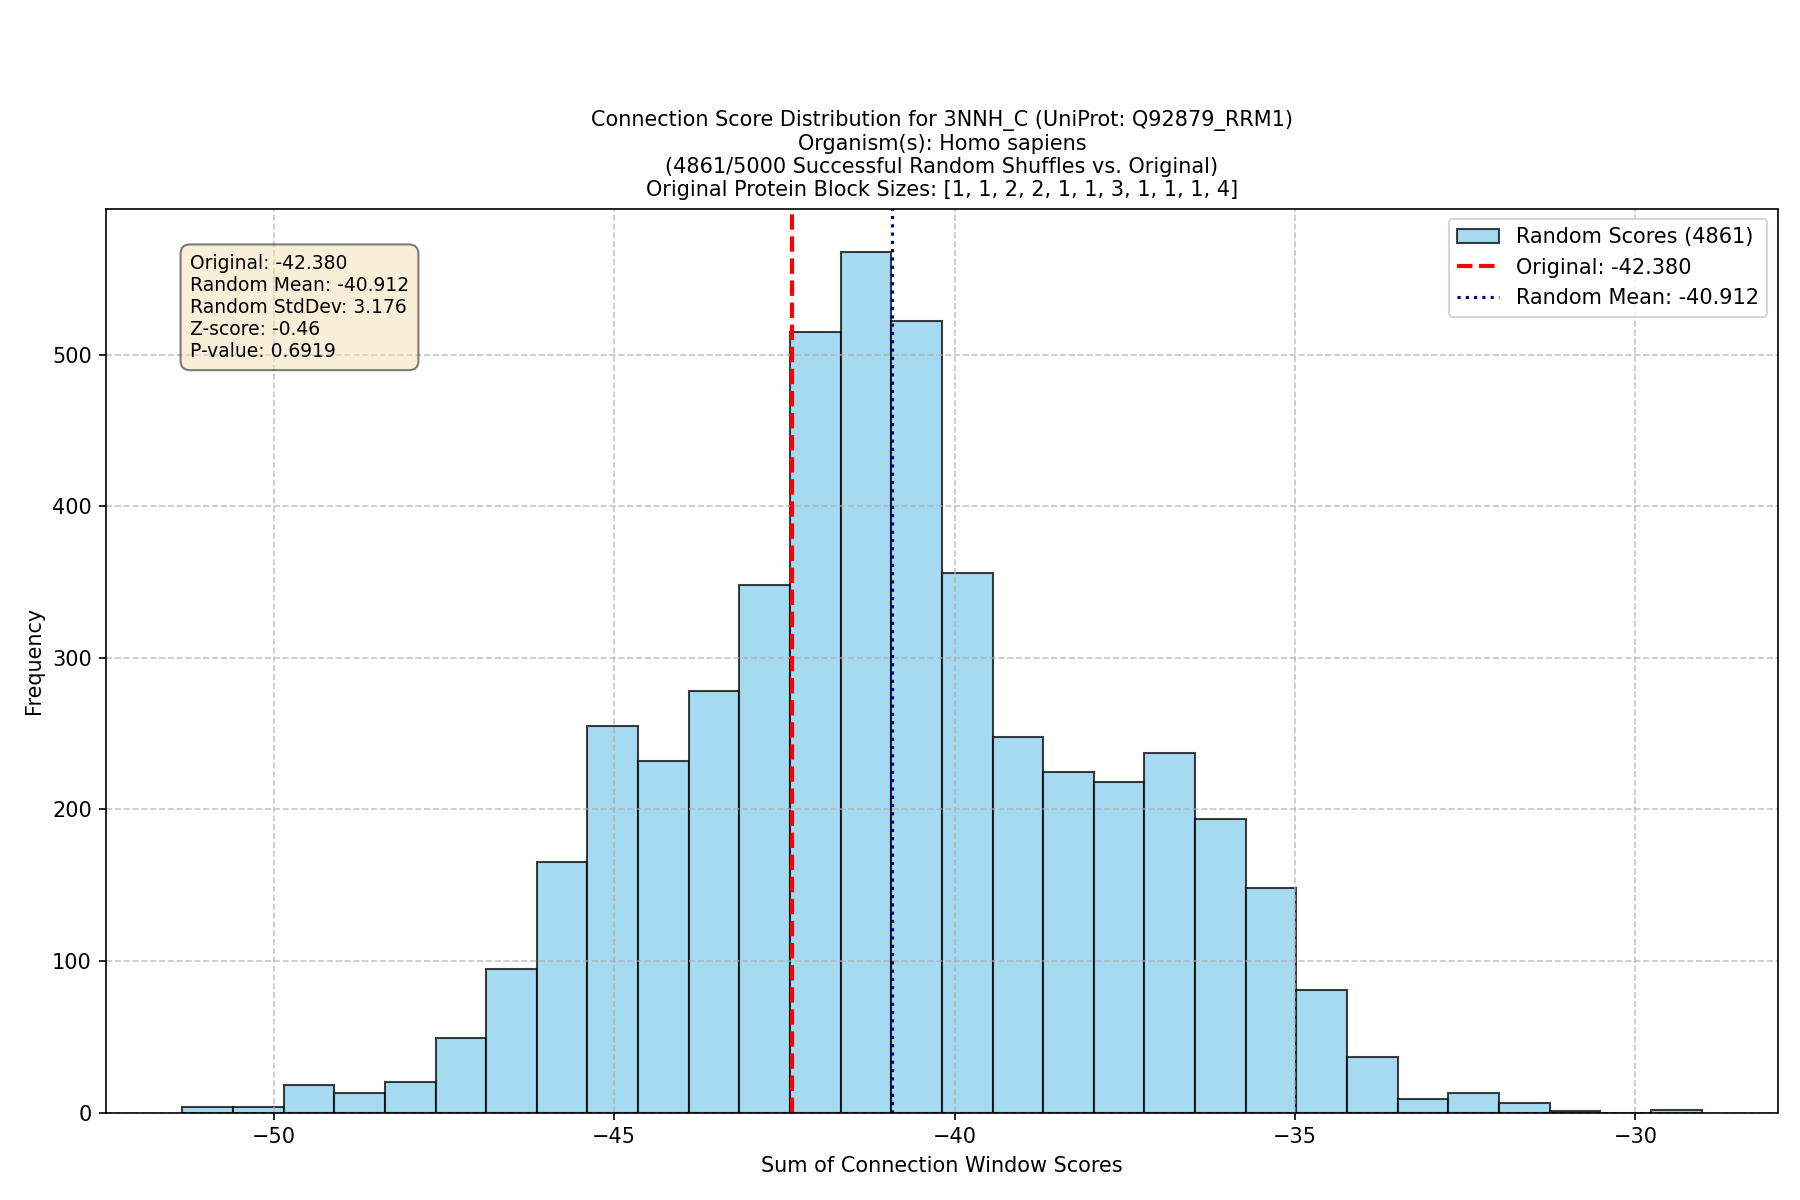 Connection Score Distribution for 3NNH_C (UniProt: Q92879_RRM1)
Organism(s): Homo sapiens
(4861/5000 Successful Random Shuffles vs. Original)
Original Protein Block Sizes: [1, 1, 2, 2, 1, 1, 3, 1, 1, 1, 4]
Original: -42.380
Random Mean: -40.912
Random StdDev: 3.176
Z-score: -0.46
P-value: 0.6919
Random Scores (4861)
Original: -42.380
Random Mean: -40.912
Frequency
500
400
300
200
100
0
−50
−45
−40
−35
−30
Sum of Connection Window Scores